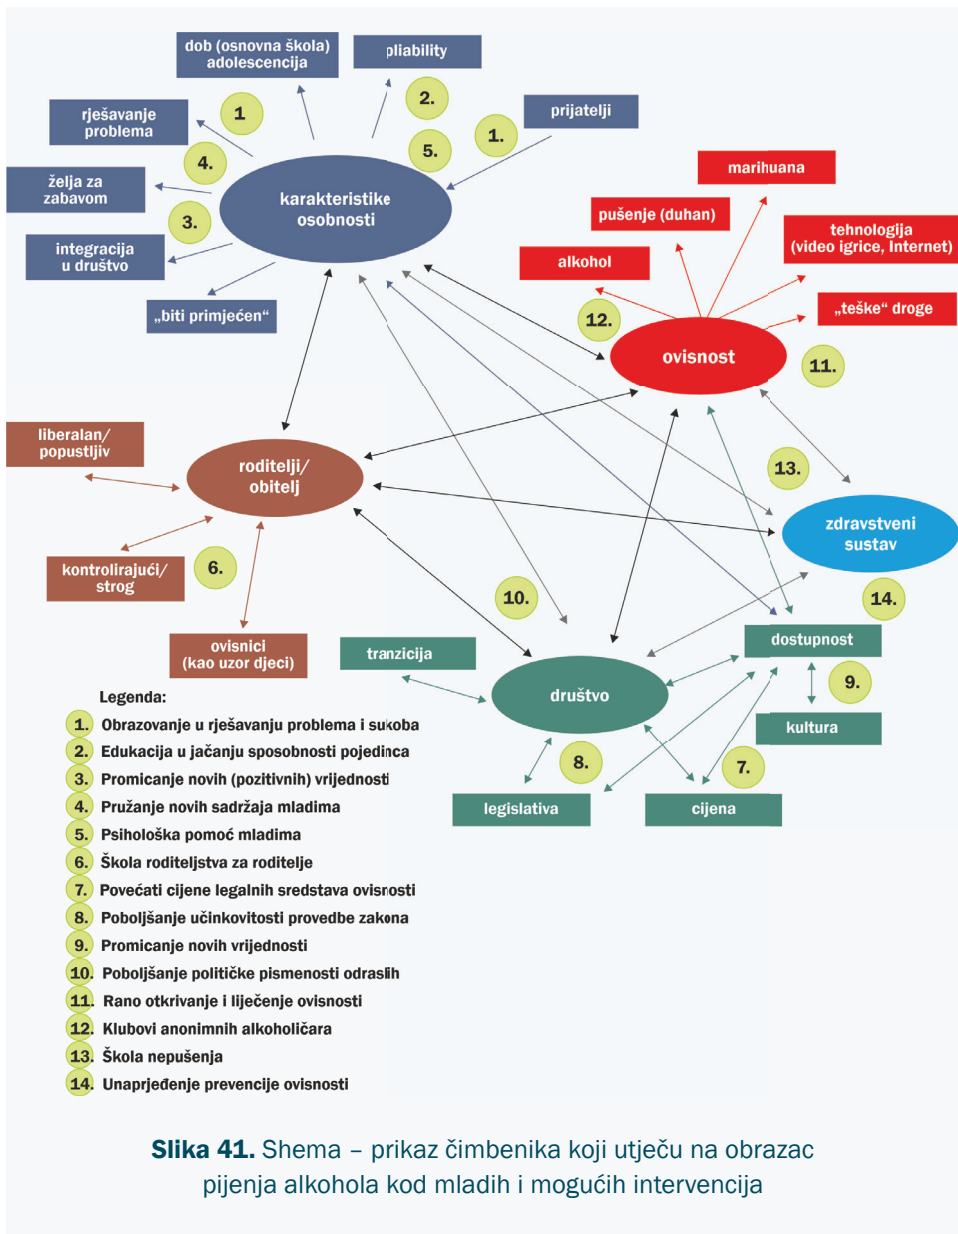 dob (osnovna škola)
adolescencija
pliability
rješavanje
problema
1
2.
prijatelji
1.
5.
4.
želja za
zabavom
karakteristike
osobnosti
3.
integracija
u društvo
„biti primjećen“
marihuana
pušenje (duhan)
tehnologija
(video igrice, Internet)
alkohol
„teške“ droge
12.
ovisnost
11.
liberalan/
popustljiv
roditelji/
obitelj
13.
zdravstveni
sustav
kontrolirajući/
strog
6.
10.
14.
ovisnici
(kao uzor djeci)
tranzicija
dostupnost
društvo
9.
kultura
8.
7.
legislativa
cijena
Legenda:
1. Obrazovanje u rješavanju problema i sukoba
2. Edukacija u jačanju sposobnosti pojedinca
3. Promicanje novih (pozitivnih) vrijednosti
4. Pružanje novih sadržaja mladima
5. Psihološka pomoć mladima
6. Škola roditeljstva za roditelje
7. Povećati cijene legalnih sredstava ovisnosti
8. Poboljšanje učinkovitosti provedbe zakona
9. Promicanje novih vrijednosti
10. Poboljšanje političke pismenosti odraslih
11. Rano otkrivanje i liječenje ovisnosti
12. Klubovi anonimnih alkoholičara
13. Škola nepušenja
14. Unaprjeđenje prevencije ovisnosti
Slika 41. Shema – prikaz čimbenika koji utječu na obrazac
pijenja alkohola kod mladih i mogućih intervencija